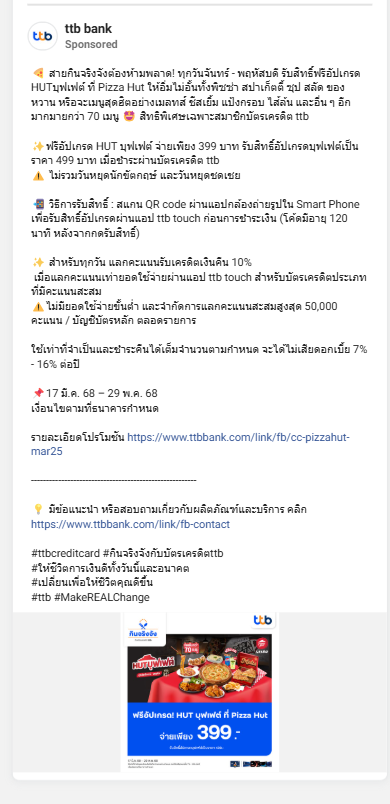 ttb bank
Sponsored
🍕 สายกินจริงจังต้องห้ามพลาด! ทุกวันจันทร์ - พฤหัสบดี รับสิทธิ์ฟรีอัปเกรด
HUTบุฟเฟต์ ที่ Pizza Hut ให้อิ่มไม่อั้นทั้งพิซซ่า สปาเก็ตตี้ ซุป สลัด ของ
หวาน หรือจะเมนูสุดฮิตอย่างเมลทส์ ชีสเยิ้ม แป้งกรอบ ไส้ล้น และอื่น ๆ อีก
มากมายกว่า 70 เมนู 🤩 สิทธิพิเศษเฉพาะสมาชิกบัตรเครดิต ttb
✨ฟรีอัปเกรด HUT บุฟเฟต์ จ่ายเพียง 399 บาท รับสิทธิ์อัปเกรดบุฟเฟต์เป็น
ราคา 499 บาท เมื่อชำระผ่านบัตรเครดิต ttb
⚠️ ไม่รวมวันหยุดนักขัตฤกษ์ และวันหยุดชดเชย
📲 วิธีการรับสิทธิ์ : สแกน QR code ผ่านแอปกล้องถ่ายรูปใน Smart Phone
เพื่อรับสิทธิ์อัปเกรดผ่านแอป ttb touch ก่อนการชำระเงิน (โค้ดมีอายุ 120
นาที หลังจากกดรับสิทธิ์)
✨ สำหรับทุกวัน แลกคะแนนรับเครดิตเงินคืน 10%
เมื่อแลกคะแนนเท่ายอดใช้จ่ายผ่านแอป ttb touch สำหรับบัตรเครดิตประเภท
ที่มีคะแนนสะสม
⚠️ ไม่มียอดใช้จ่ายขั้นต่ำ และจำกัดการแลกคะแนนสะสมสูงสุด 50,000
คะแนน / บัญชีบัตรหลัก ตลอดรายการ
ใช้เท่าที่จำเป็นและชำระคืนได้เต็มจำนวนตามกำหนด จะได้ไม่เสียดอกเบี้ย 7%
- 16% ต่อปี
📌17 มี.ค. 68 – 29 พ.ค. 68
เงื่อนไขตามที่ธนาคารกำหนด
รายละเอียดโปรโมชัน https://www.ttbbank.com/link/fb/cc-pizzahut-
mar25
----------------------------------------------------------
💡 มีข้อแนะนำ หรือสอบถามเกี่ยวกับผลิตภัณฑ์และบริการ คลิก
https://www.ttbbank.com/link/fb-contact
#ttbcreditcard #กินจริงจังกับบัตรเครดิตttb
#ให้ชีวิตการเงินดีทั้งวันนี้และอนาคต
#เปลี่ยนเพื่อให้ชีวิตคุณดีขึ้น
#ttb #MakeREALChange
กินจริงจัง
ttb
HUTบุฟเฟต์
ฟรีอัปเกรด! HUT บุฟเฟต์ ที่ Pizza Hut
จ่ายเพียง 399.-